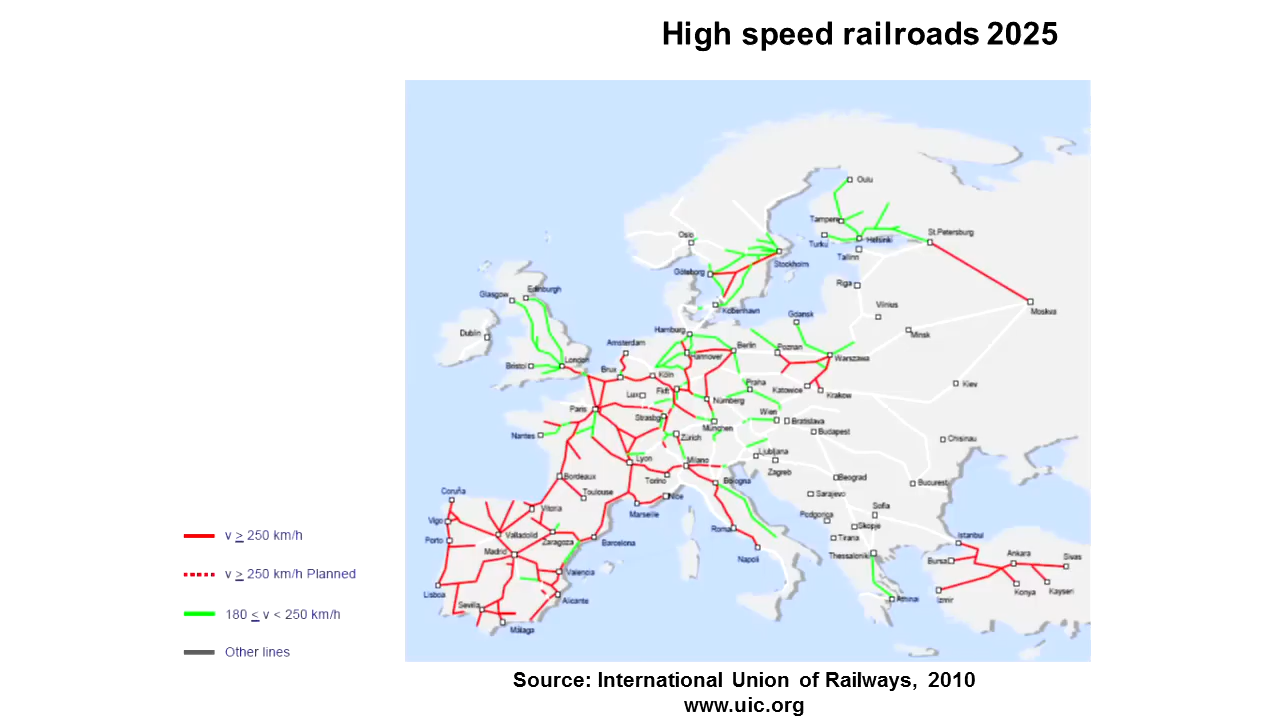 High speed railroads 2025
Oulu
Tampere
Turku
Helsinki
St.Petersburg
Oslo
Stockholm
Tallinn
Göteborg
Riga
Edinburgh
Glasgow
København
Vilnius
Moskva
Gdansk
Dublin
Hamburg
Minsk
Amsterdam
Hannover
Berlin
Poznan
Warszawa
Bristol
London
Brux
Köln
Praha
Katowice
Kiev
Lux
Fkft
Nürnberg
Krakow
Paris
Strasbg
Wien
Bratislava
München
Budapest
Nantes
Zürich
Chisinau
Lyon
Milano
Ljubljana
Zagreb
Bordeaux
Torino
Bologna
Beograd
Bucurest
Coruña
Toulouse
Nice
Sarajevo
Vigo
Vitoria
Marseille
Podgorica
Sofia
Skopje
Porto
Valladolid
Zaragoza
Barcelona
Roma
Tirana
Istanbul
Madrid
Napoli
Thessaloniki
Bursa
Ankara
Sivas
Valencia
Lisboa
Alicante
Athina
Izmir
Konya
Kayseri
Sevilla
Málaga
v ≥ 250 km/h
v ≥ 250 km/h Planned
180 ≤ v < 250 km/h
Other lines
Source: International Union of Railways, 2010
www.uic.org